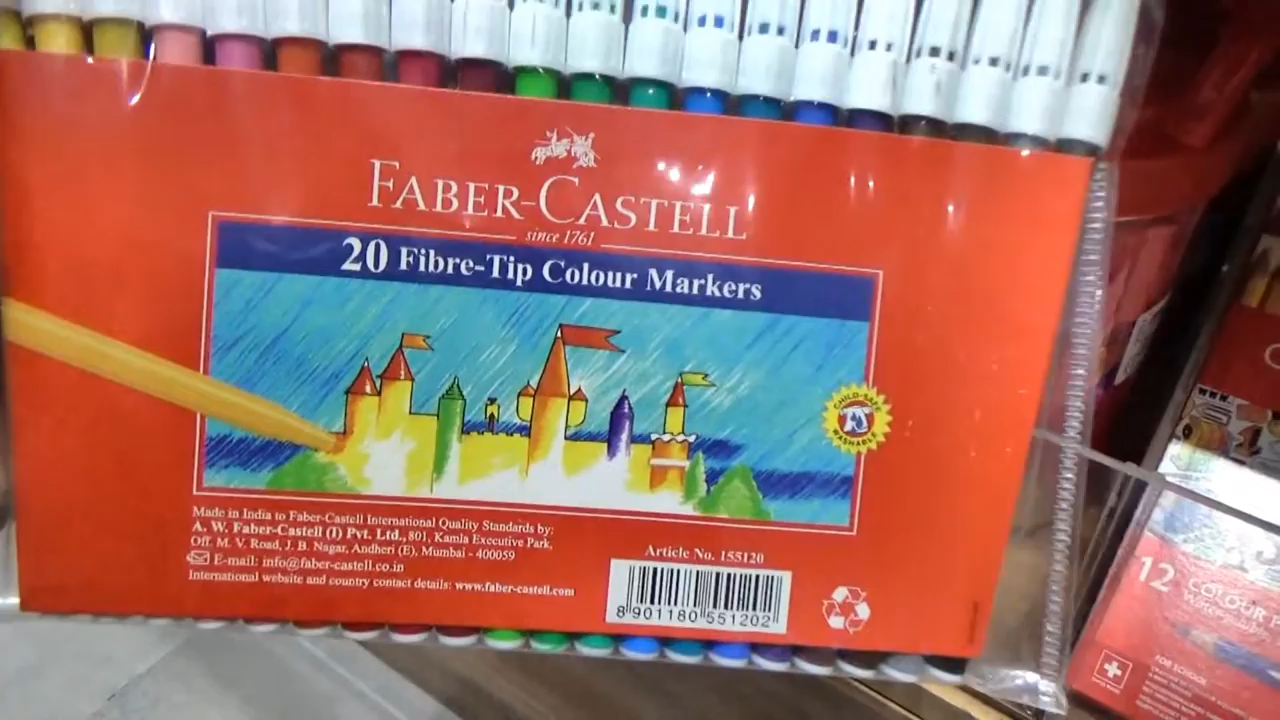 FABER-CASTELL
since 1761
20 Fibre-Tip Colour Markers
CHILD-SAFE
WASHABLE
Made in India to Faber-Castell International Quality Standards by:
A. W. Faber-Castell (I) Pvt. Ltd., 801, Kamla Executive Park,
Off. M. V. Road, J. B. Nagar, Andheri (E), Mumbai - 400059
E-mail: info@faber-castell.co.in
International website and country contact details: www.faber-castell.com
Article No. 155120
8 901180 551202
12 COLOUR
FOR SCHOOL